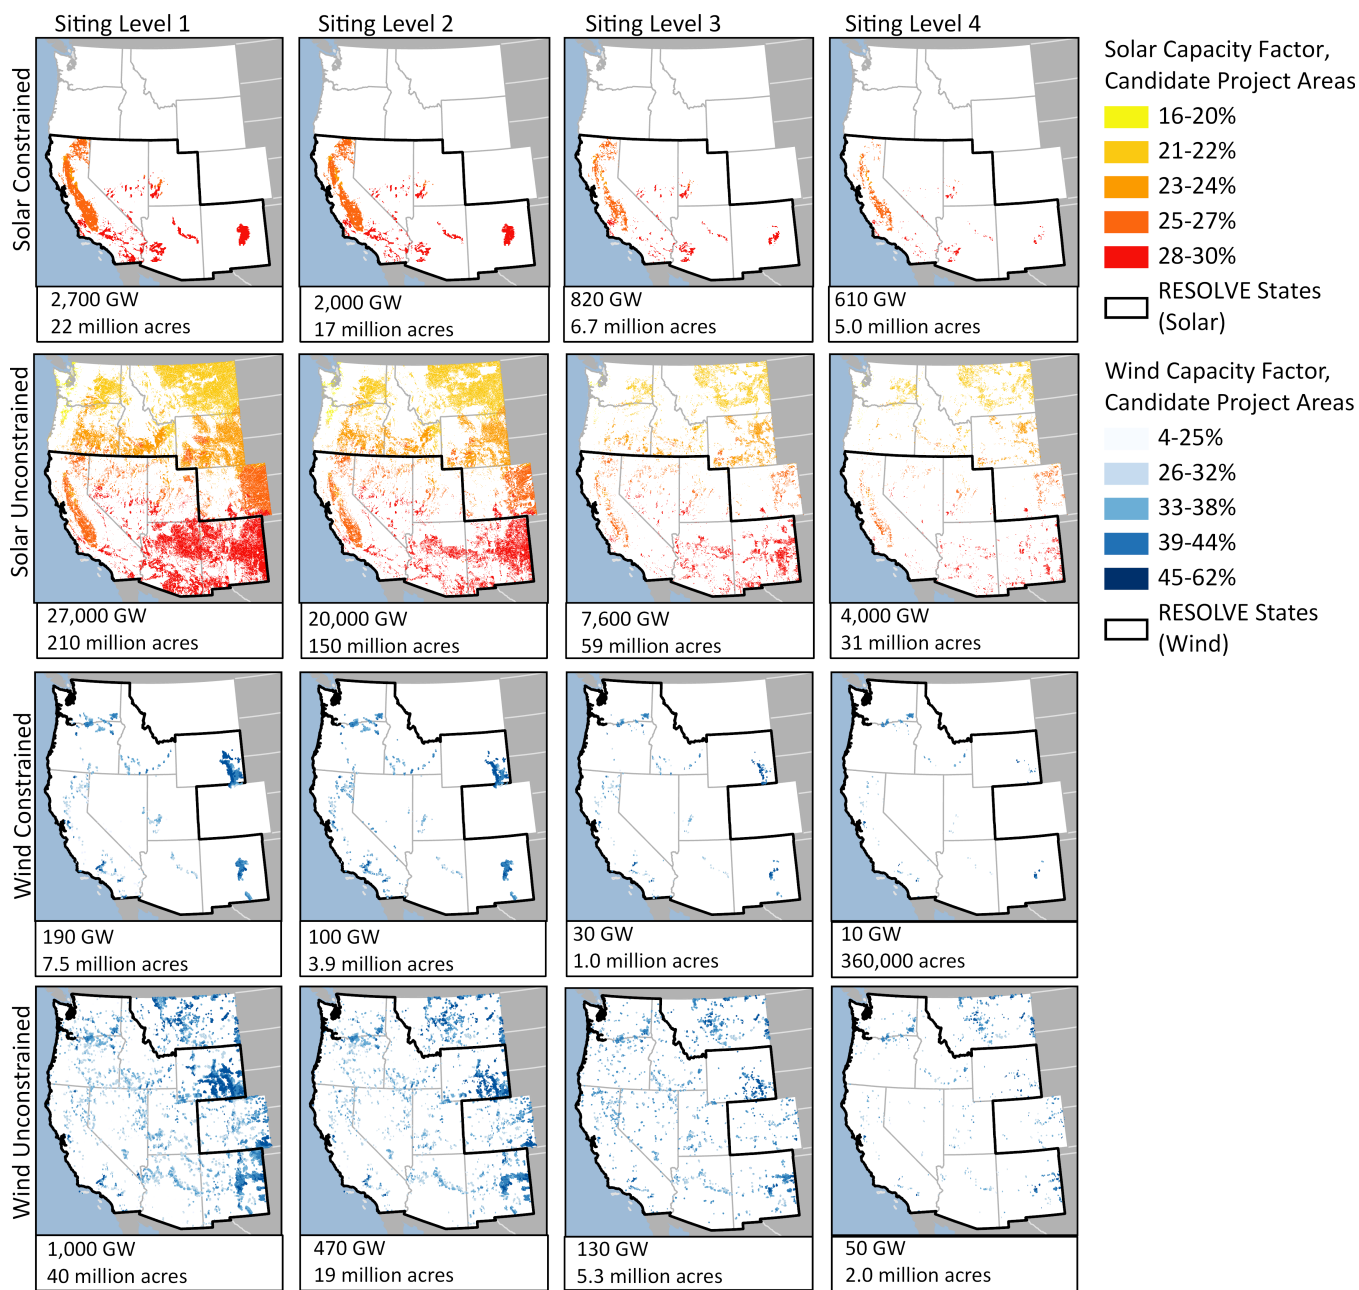 Siting Level 1
Siting Level 2
Siting Level 3
Siting Level 4
Solar Constrained
2,700 GW
22 million acres
2,000 GW
17 million acres
820 GW
6.7 million acres
610 GW
5.0 million acres
Solar Unconstrained
27,000 GW
210 million acres
20,000 GW
150 million acres
7,600 GW
59 million acres
4,000 GW
31 million acres
Wind Constrained
190 GW
7.5 million acres
100 GW
3.9 million acres
30 GW
1.0 million acres
10 GW
360,000 acres
Wind Unconstrained
1,000 GW
40 million acres
470 GW
19 million acres
130 GW
5.3 million acres
50 GW
2.0 million acres
Solar Capacity Factor,
Candidate Project Areas
16-20%
21-22%
23-24%
25-27%
28-30%
RESOLVE States
(Solar)
Wind Capacity Factor,
Candidate Project Areas
4-25%
26-32%
33-38%
39-44%
45-62%
RESOLVE States
(Wind)